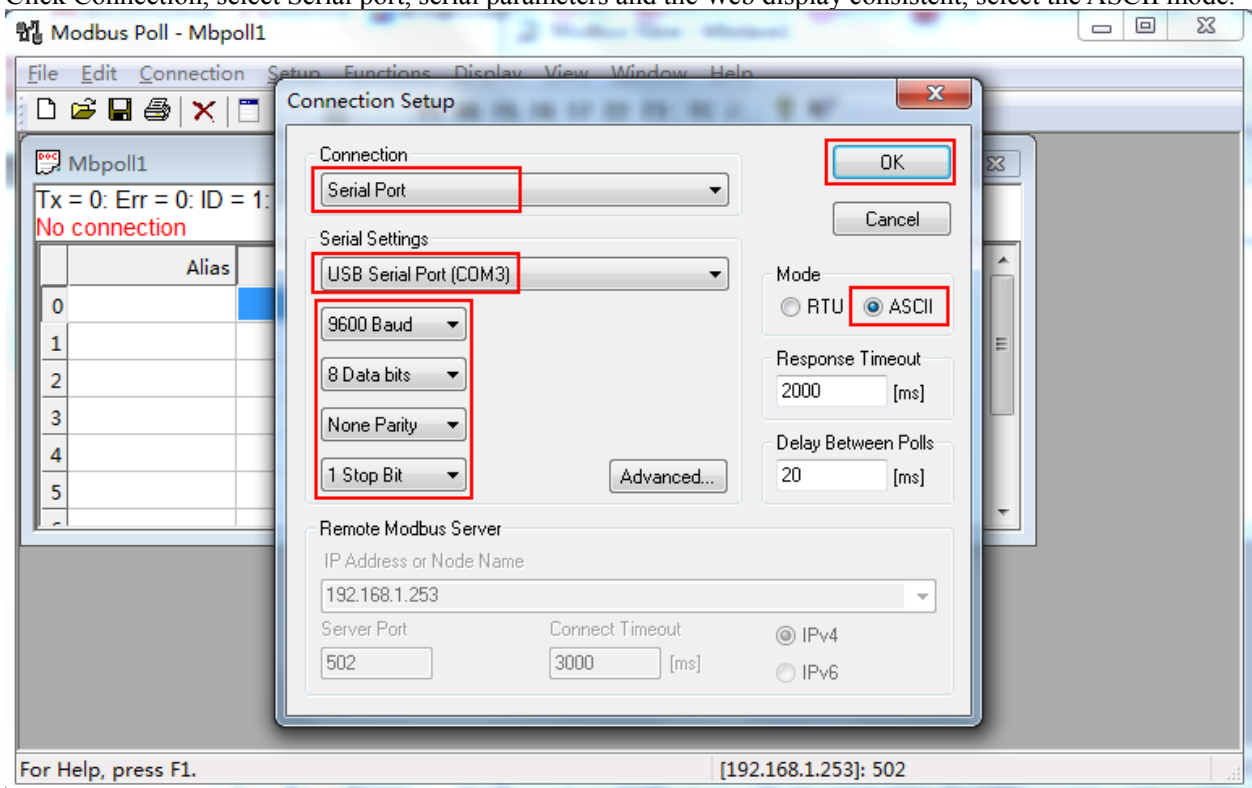 Click Connection, select Serial port, serial parameters and the Web display consistent, select the ASCII mode.
Modbus Poll - Mbpoll1
File Edit Connection Setup Functions Display View Window Help
Connection Setup
Mbpoll1
Tx = 0: Err = 0: ID = 1:
No connection
Alias
0
1
2
3
4
5
Connection
Serial Port
OK
Cancel
Serial Settings
USB Serial Port (COM3)
Mode
RTU ASCII
9600 Baud
8 Data bits
None Parity
1 Stop Bit
Advanced...
Response Timeout
2000 [ms]
Delay Between Polls
20 [ms]
Remote Modbus Server
IP Address or Node Name
192.168.1.253
Server Port Connect Timeout
502 3000 [ms]
IPv4
IPv6
For Help, press F1. [192.168.1.253]: 502